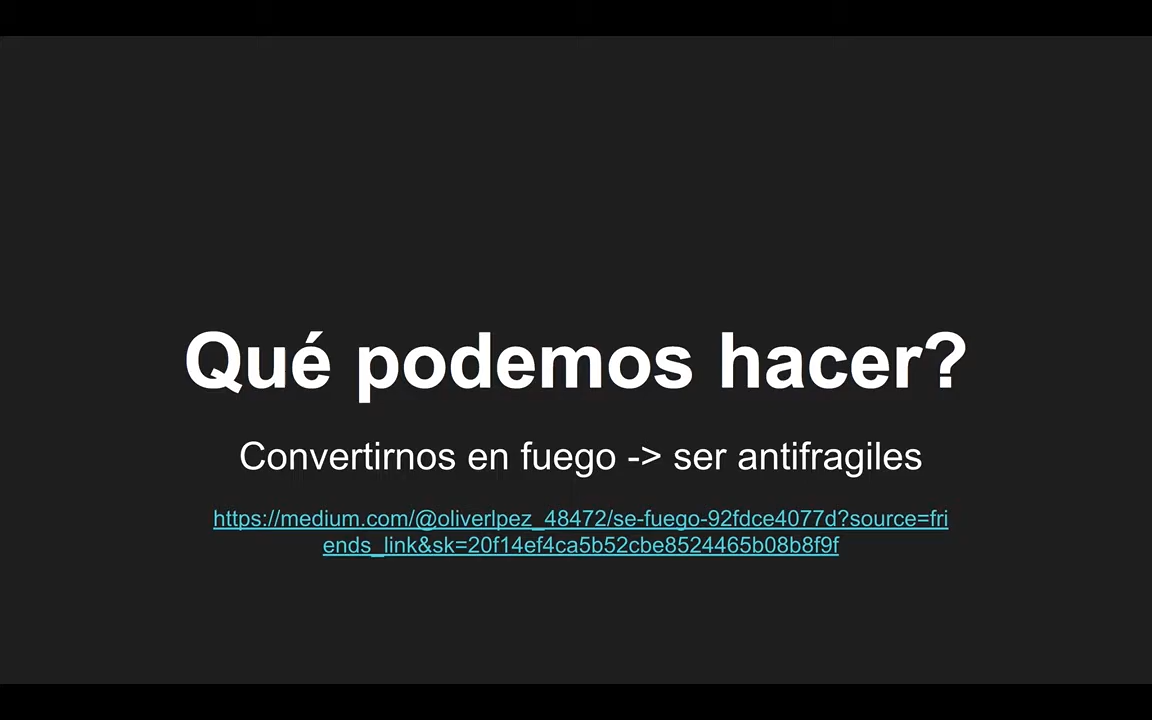 Qué podemos hacer?
Convertirnos en fuego -> ser antifragiles
https://medium.com/@oliverlpez_48472/se-fuego-92fdce4077d?source=fri
ends_link&sk=20f14ef4ca5b52cbe8524465b08b8f9f